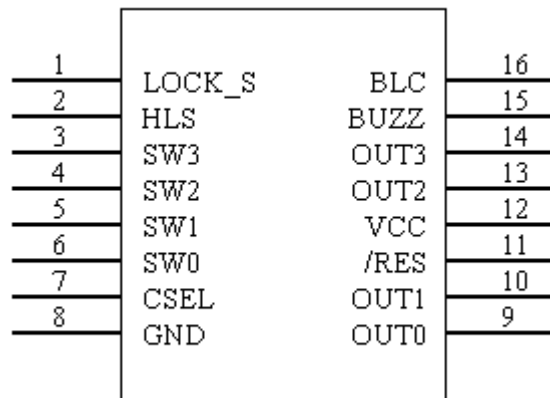 1 LOCK_S BLC 16
2 HLS BUZZ 15
3 SW3 OUT3 14
4 SW2 OUT2 13
5 SW1 VCC 12
6 SW0 /RES 11
7 CSEL OUT1 10
8 GND OUT0 9